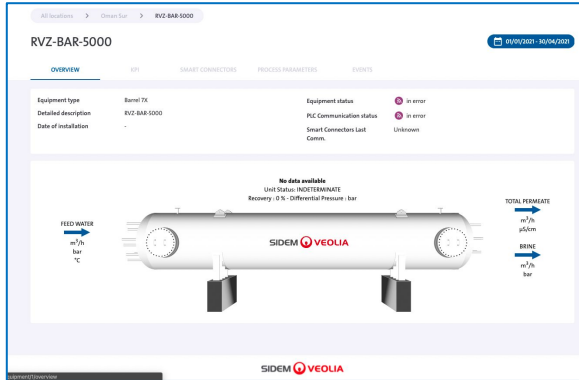 All locations > Oman Sur > RVZ-BAR-5000
RVZ-BAR-5000
01/01/2021 - 30/04/2021
OVERVIEW KPI SMART CONNECTORS PROCESS PARAMETERS EVENTS
Equipment type Barrel 7X
Detailed description RVZ-BAR-5000
Date of installation -
Equipment status in error
PLC Communication status in error
Smart Connectors Last Comm. Unknown
No data available
Unit Status: INDETERMINATE
Recovery : 0 % - Differential Pressure : bar
FEED WATER
m³/h
bar
°C
SIDEM VEOLIA
TOTAL PERMEATE
m³/h
µS/cm
BRINE
m³/h
bar
SIDEM VEOLIA
quipment/1/overview